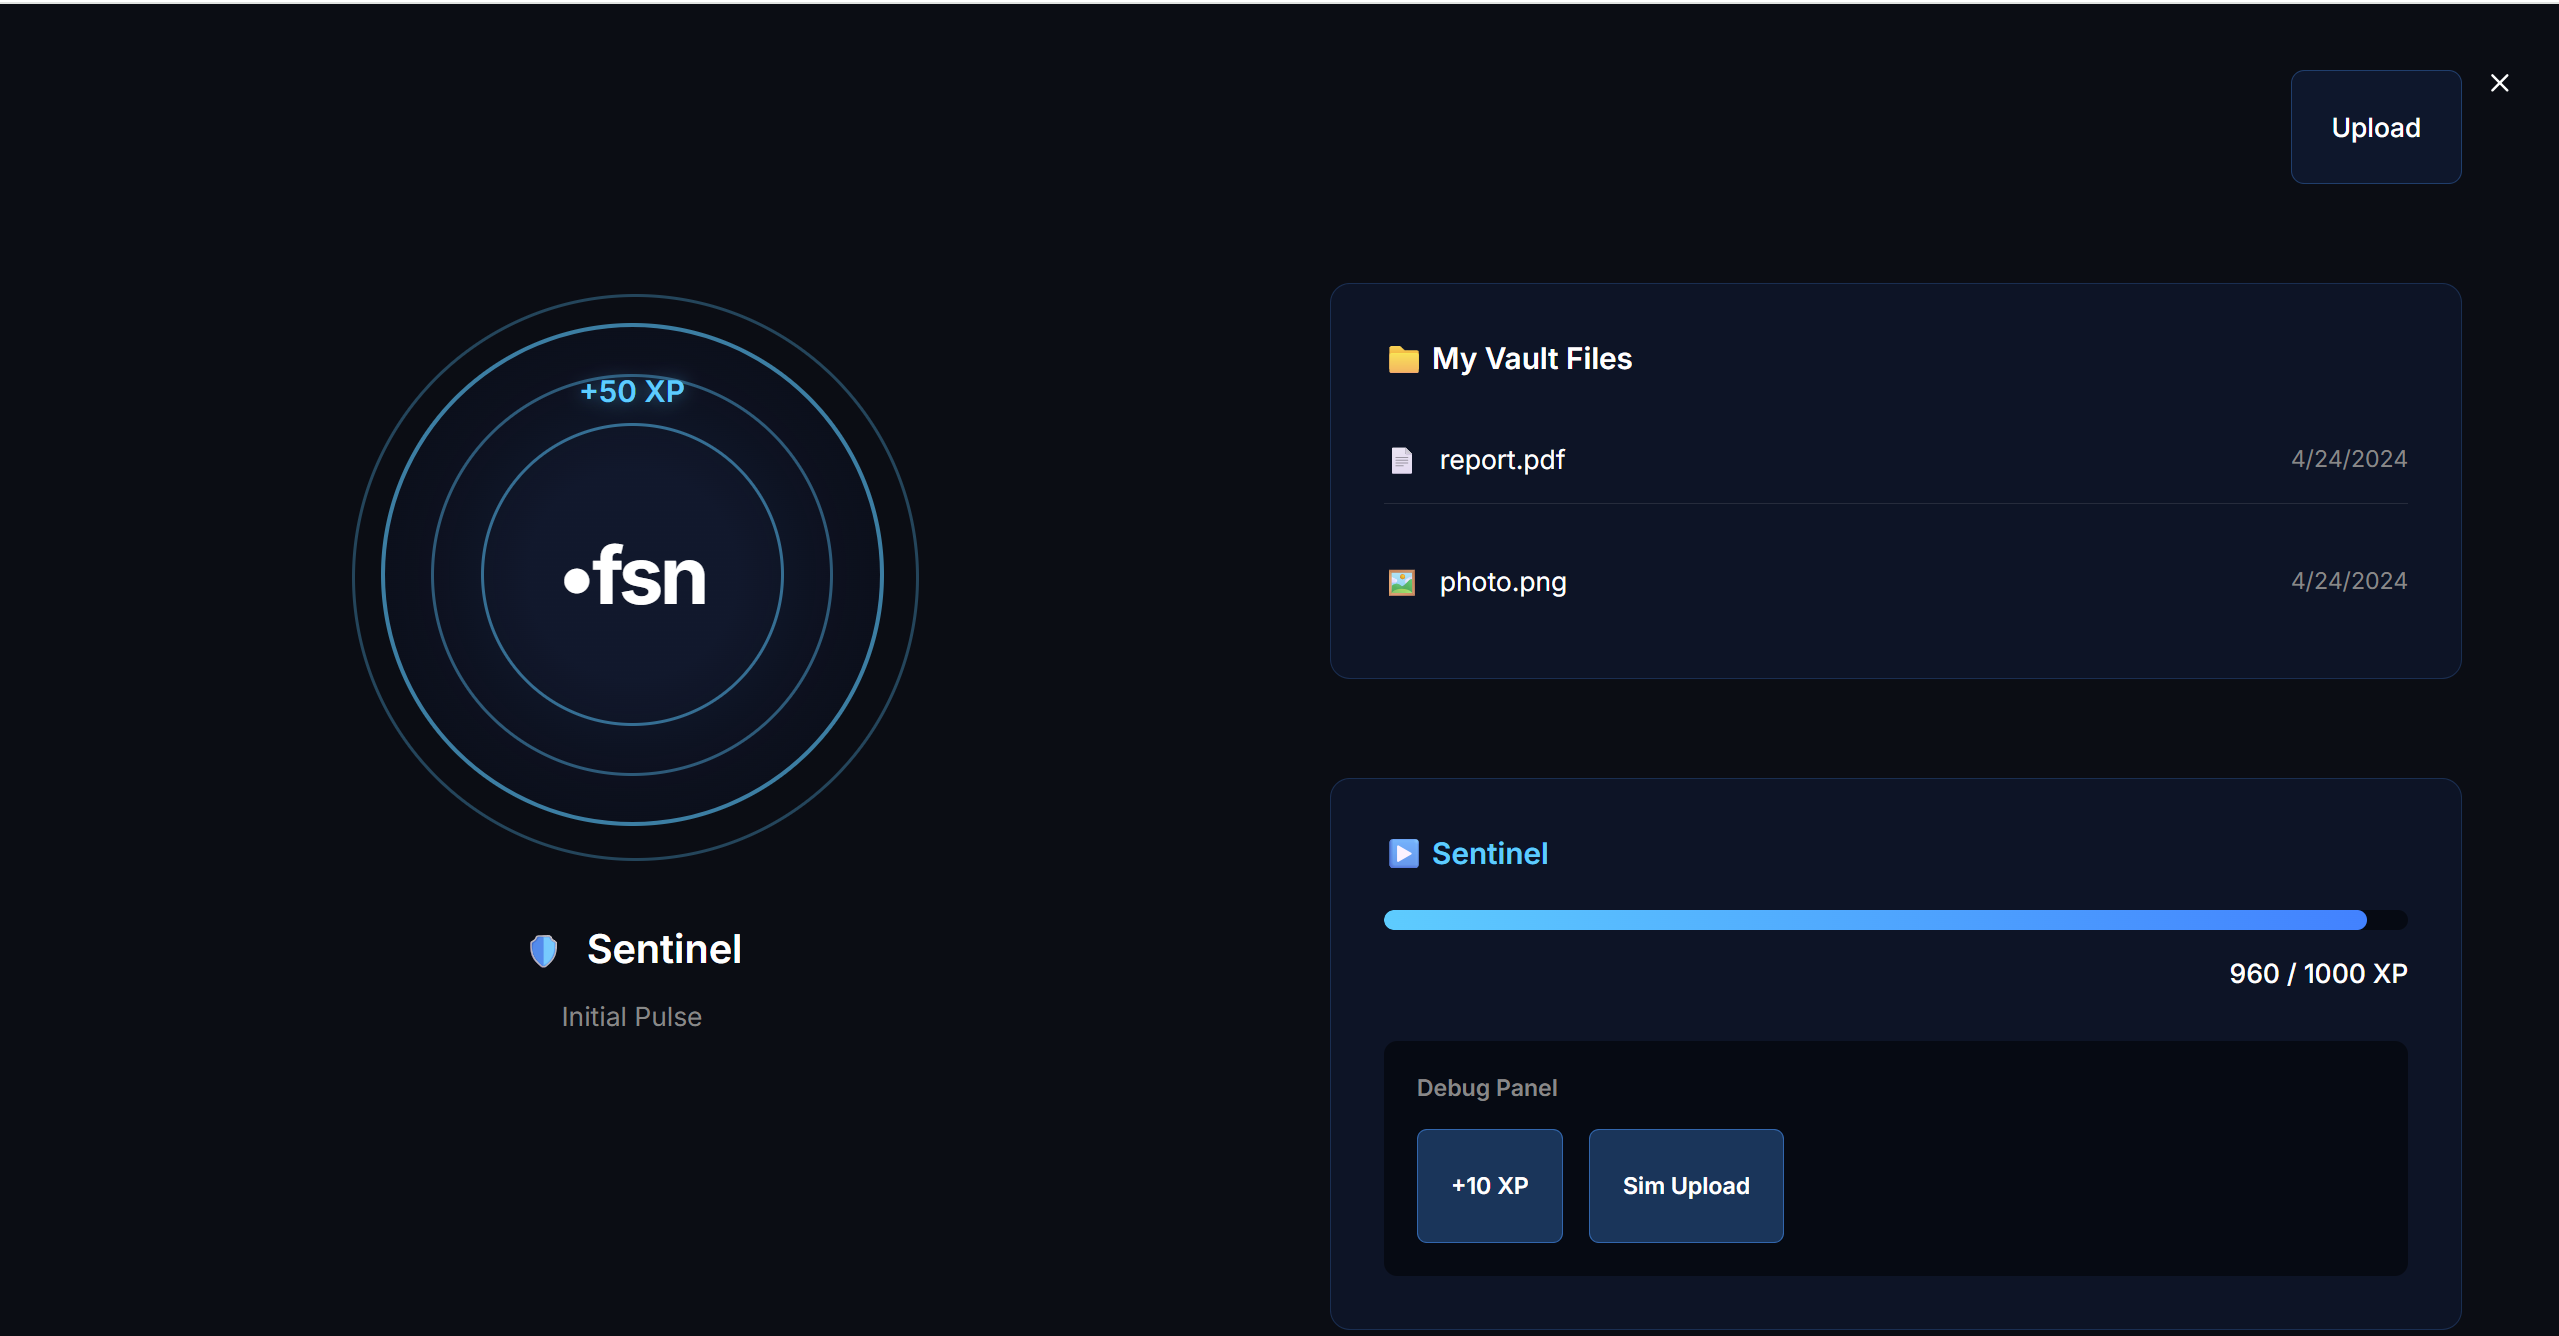 Upload
+50 XP
•fsn
Sentinel
Initial Pulse
My Vault Files
report.pdf 4/24/2024
photo.png 4/24/2024
Sentinel
960 / 1000 XP
Debug Panel
+10 XP
Sim Upload